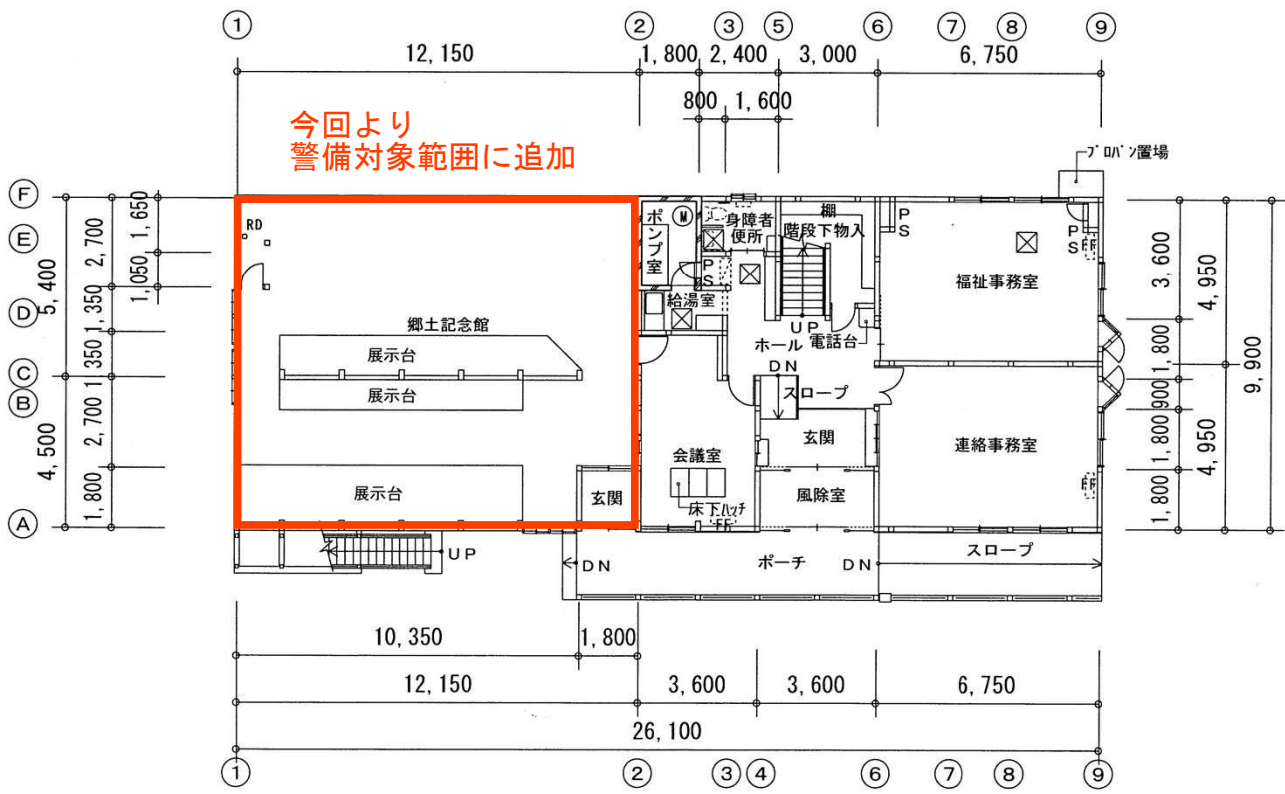 ① ② ③ ⑤ ⑥ ⑦ ⑧ ⑨
12,150 1,800 2,400 3,000 6,750
800 1,600
今回より
警備対象範囲に追加
プロパン置場
Ⓕ
Ⓔ
Ⓓ
Ⓒ
Ⓑ
Ⓐ
5,400
4,500
2,700
1,350
1,350
2,700
1,800
1,650
1,050
RD
郷土記念館
展示台
展示台
展示台
玄関
ポンプ室
M
身障者
便所
PS
給湯室
棚
階段下物入
UP
電話台
ホール
DN
スロープ
玄関
風除室
会議室
床下ハッチ
FF
PS
PS
FF
福祉事務室
連絡事務室
FF
3,600
1,800
900
1,800
1,800
4,950
4,950
9,900
UP
DN
ポーチ
DN
スロープ
10,350 1,800
12,150 3,600 3,600 6,750
26,100
① ② ③ ④ ⑥ ⑦ ⑧ ⑨